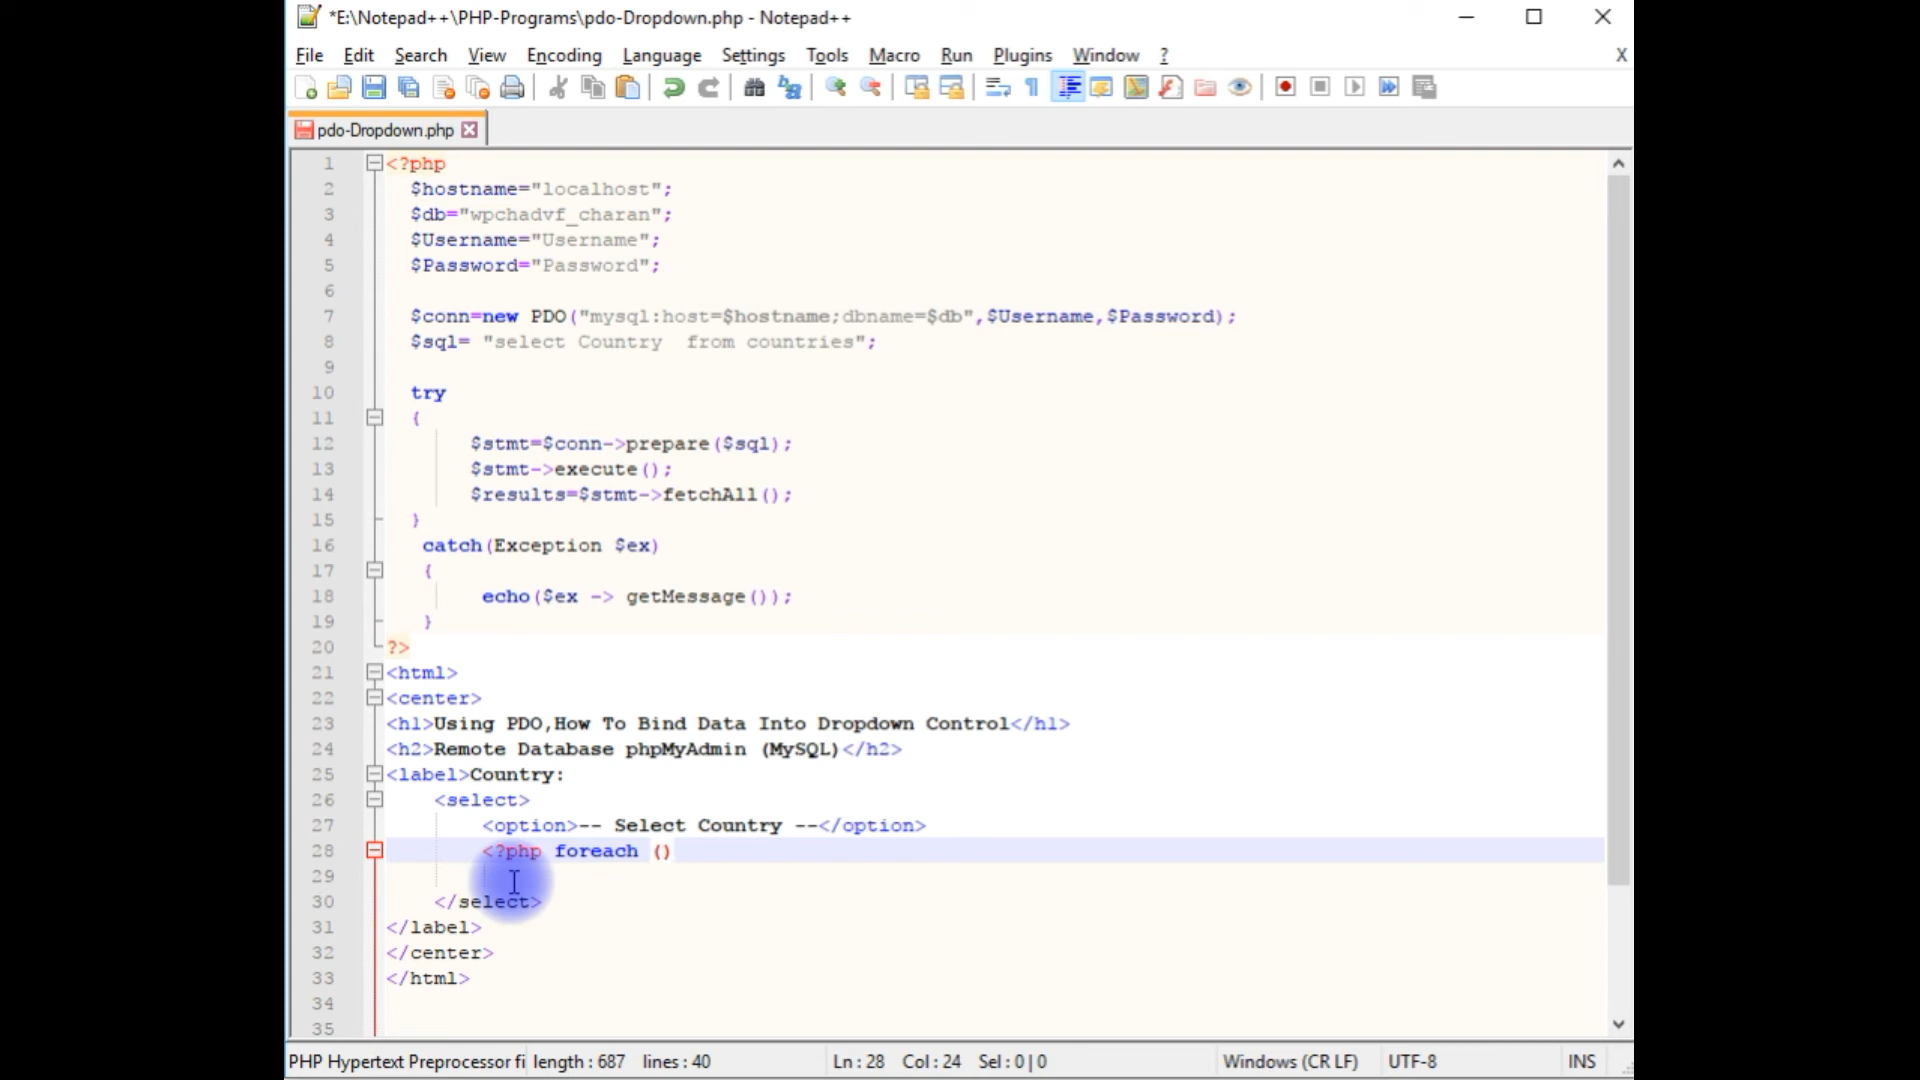 *E:\Notepad++\PHP-Programs\pdo-Dropdown.php - Notepad++
File Edit Search View Encoding Language Settings Tools Macro Run Plugins Window ? X
pdo-Dropdown.php
1 <?php
2 $hostname="localhost";
3 $db="wpchadvf_charan";
4 $Username="Username";
5 $Password="Password";
6
7 $conn=new PDO("mysql:host=$hostname;dbname=$db",$Username,$Password);
8 $sql= "select Country  from countries";
9
10 try
11 {
12 $stmt=$conn->prepare($sql);
13 $stmt->execute();
14 $results=$stmt->fetchAll();
15 }
16 catch(Exception $ex)
17 {
18 echo($ex -> getMessage());
19 }
20 ?>
21 <html>
22 <center>
23 <h1>Using PDO,How To Bind Data Into Dropdown Control</h1>
24 <h2>Remote Database phpMyAdmin (MySQL)</h2>
25 <label>Country:
26 <select>
27 <option>-- Select Country --</option>
28 <?php foreach ()
29
30 </select>
31 </label>
32 </center>
33 </html>
34
35
PHP Hypertext Preprocessor fi length : 687 lines : 40 Ln : 28 Col : 24 Sel : 0 | 0 Windows (CR LF) UTF-8 INS